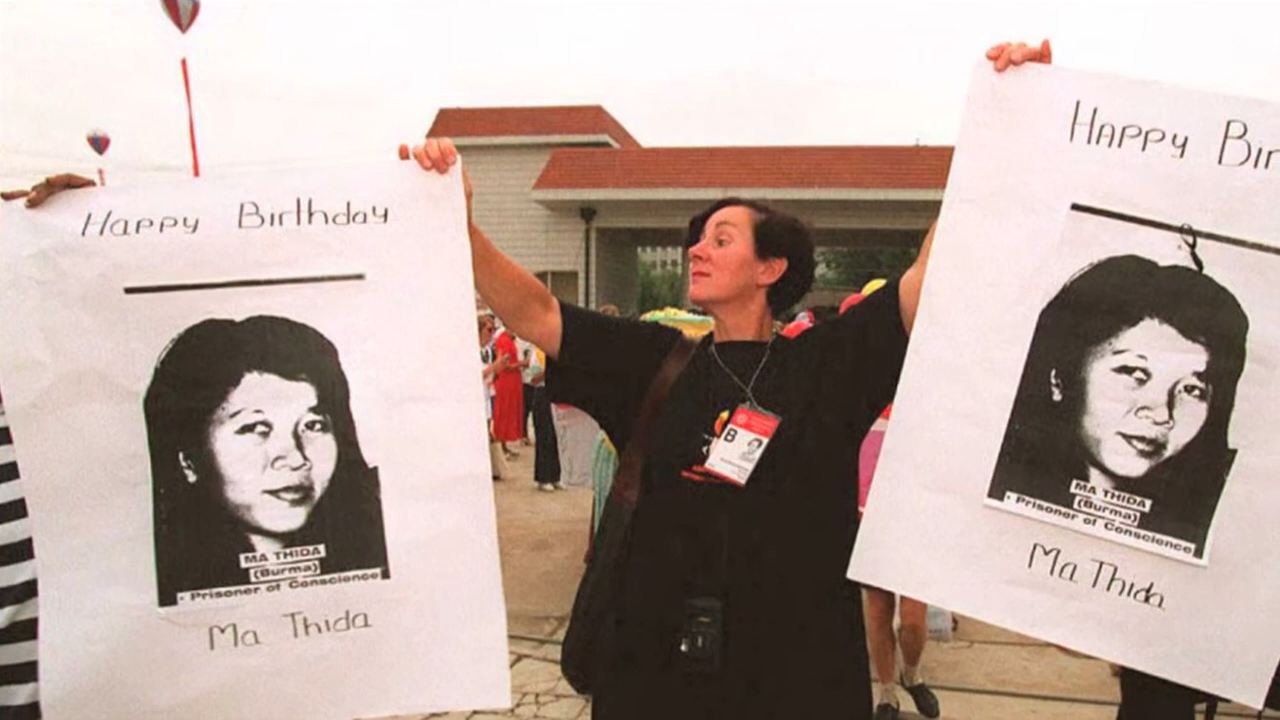 Happy Birthday
MA THIDA
(Burma)
- Prisoner of Conscience
Ma Thida
B
Happy Bir
MA THIDA
(Burma)
- Prisoner of Conscience
Ma Thida